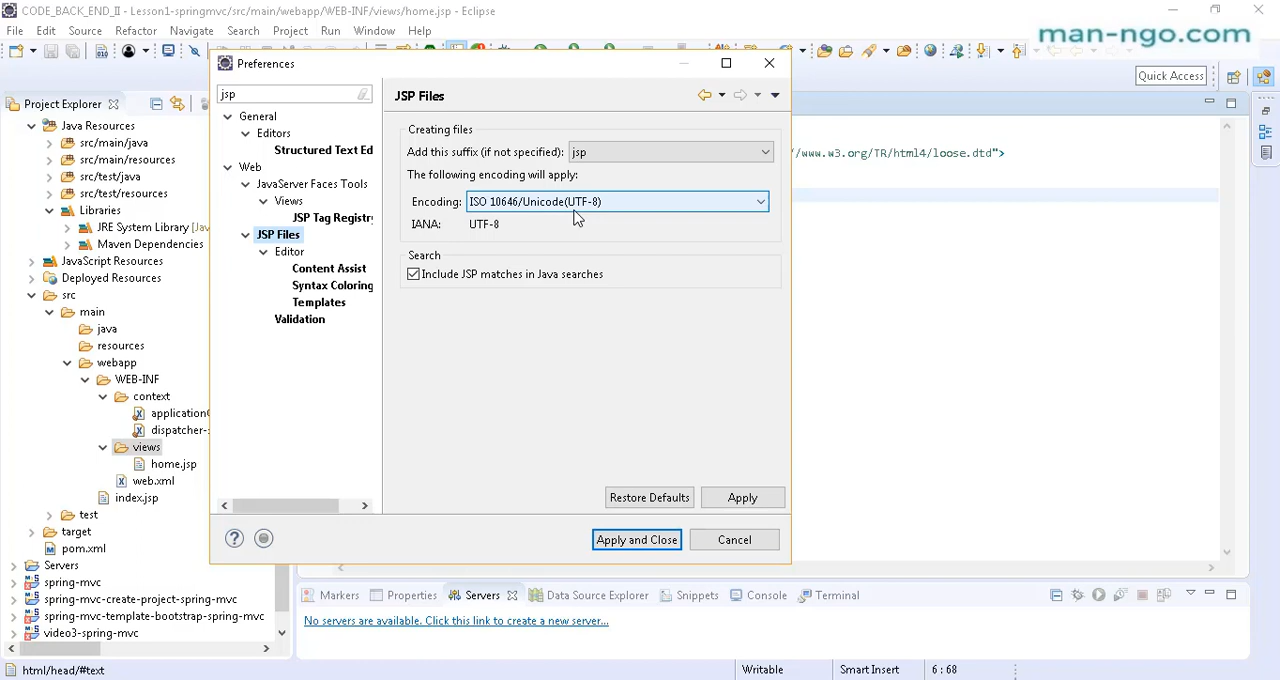 CODE_BACK_END_II - Lesson1-springmvc/src/main/webapp/WEB-INF/views/home.jsp - Eclipse
File Edit Source Refactor Navigate Search Project Run Window Help
man-ngo.com
Quick Access
Project Explorer
Java Resources
src/main/java
src/main/resources
src/test/java
src/test/resources
Libraries
JRE System Library [Jav
Maven Dependencies
JavaScript Resources
Deployed Resources
src
main
java
resources
webapp
WEB-INF
context
application
dispatcher-s
views
home.jsp
web.xml
index.jsp
test
target
pom.xml
Servers
spring-mvc
spring-mvc-create-project-spring-mvc
spring-mvc-template-bootstrap-spring-mvc
video3-spring-mvc
Preferences
jsp
General
Editors
Structured Text Ed
Web
JavaServer Faces Tools
Views
JSP Tag Registry
JSP Files
Editor
Content Assist
Syntax Coloring
Templates
Validation
JSP Files
Creating files
Add this suffix (if not specified): jsp
The following encoding will apply:
Encoding: ISO 10646/Unicode(UTF-8)
IANA: UTF-8
Search
Include JSP matches in Java searches
Restore Defaults Apply
Apply and Close Cancel
//www.w3.org/TR/html4/loose.dtd">
Markers Properties Servers Data Source Explorer Snippets Console Terminal
No servers are available. Click this link to create a new server...
html/head/#text Writable Smart Insert 6 : 68